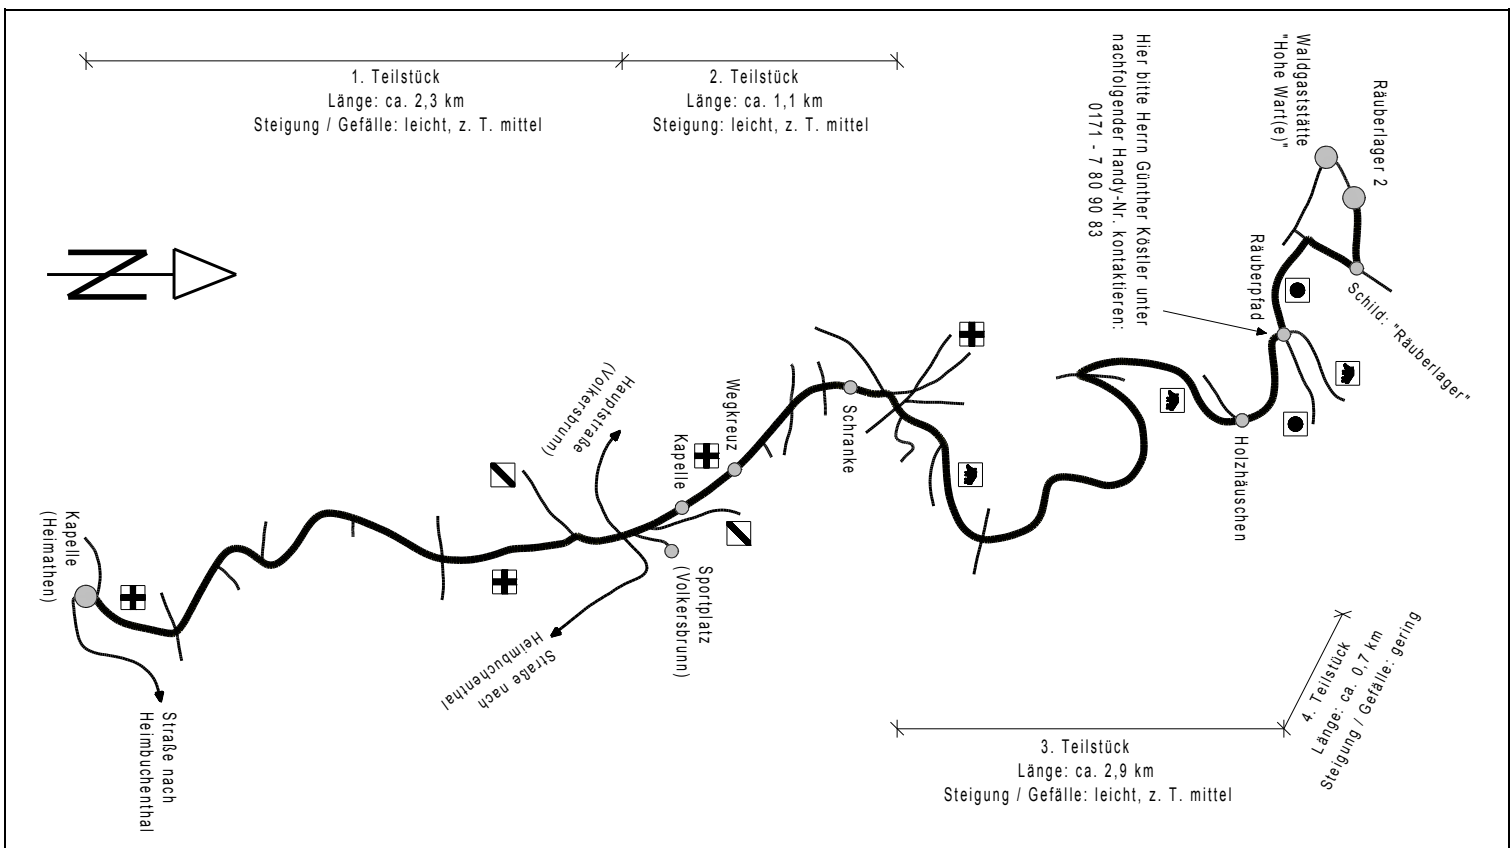 1. Teilstück
Länge: ca. 2,3 km
Steigung / Gefälle: leicht, z. T. mittel
2. Teilstück
Länge: ca. 1,1 km
Steigung: leicht, z. T. mittel
Hier bitte Herrn Günther Köstler unter
nachfolgender Handy-Nr. kontaktieren:
0171 - 7 80 90 83
Waldgaststätte
"Hohe Wart(e)"
Räuberlager 2
Räuberpfad
Schild: "Räuberlager"
Holzhäuschen
Schranke
Wegkreuz
Kapelle
Hauptstraße
(Volkersbrunn)
Sportplatz
(Volkersbrunn)
Straße nach
Heimbuchenthal
Kapelle
(Heimathen)
Straße nach
Heimbuchenthal
N
3. Teilstück
Länge: ca. 2,9 km
Steigung / Gefälle: leicht, z. T. mittel
4. Teilstück
Länge: ca. 0,7 km
Steigung / Gefälle: gering